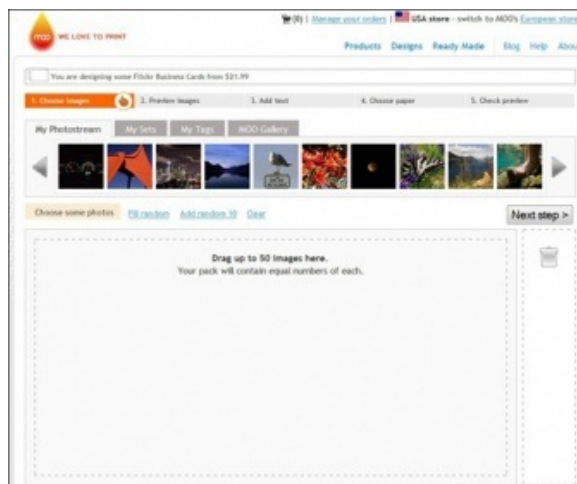 (0) | Manage your orders | USA store - switch to MOO's European store
moo WE LOVE TO PRINT
Products Designs Ready Made | Blog Help Abou
You are designing some Flickr Business Cards from $21.99
1. Choose images 2. Preview images 3. Add text 4. Choose paper 5. Check preview
My Photostream My Sets My Tags MOO Gallery
Choose some photos Fill random Add random 10 Clear Next step >
Drag up to 50 images here.
Your pack will contain equal numbers of each.